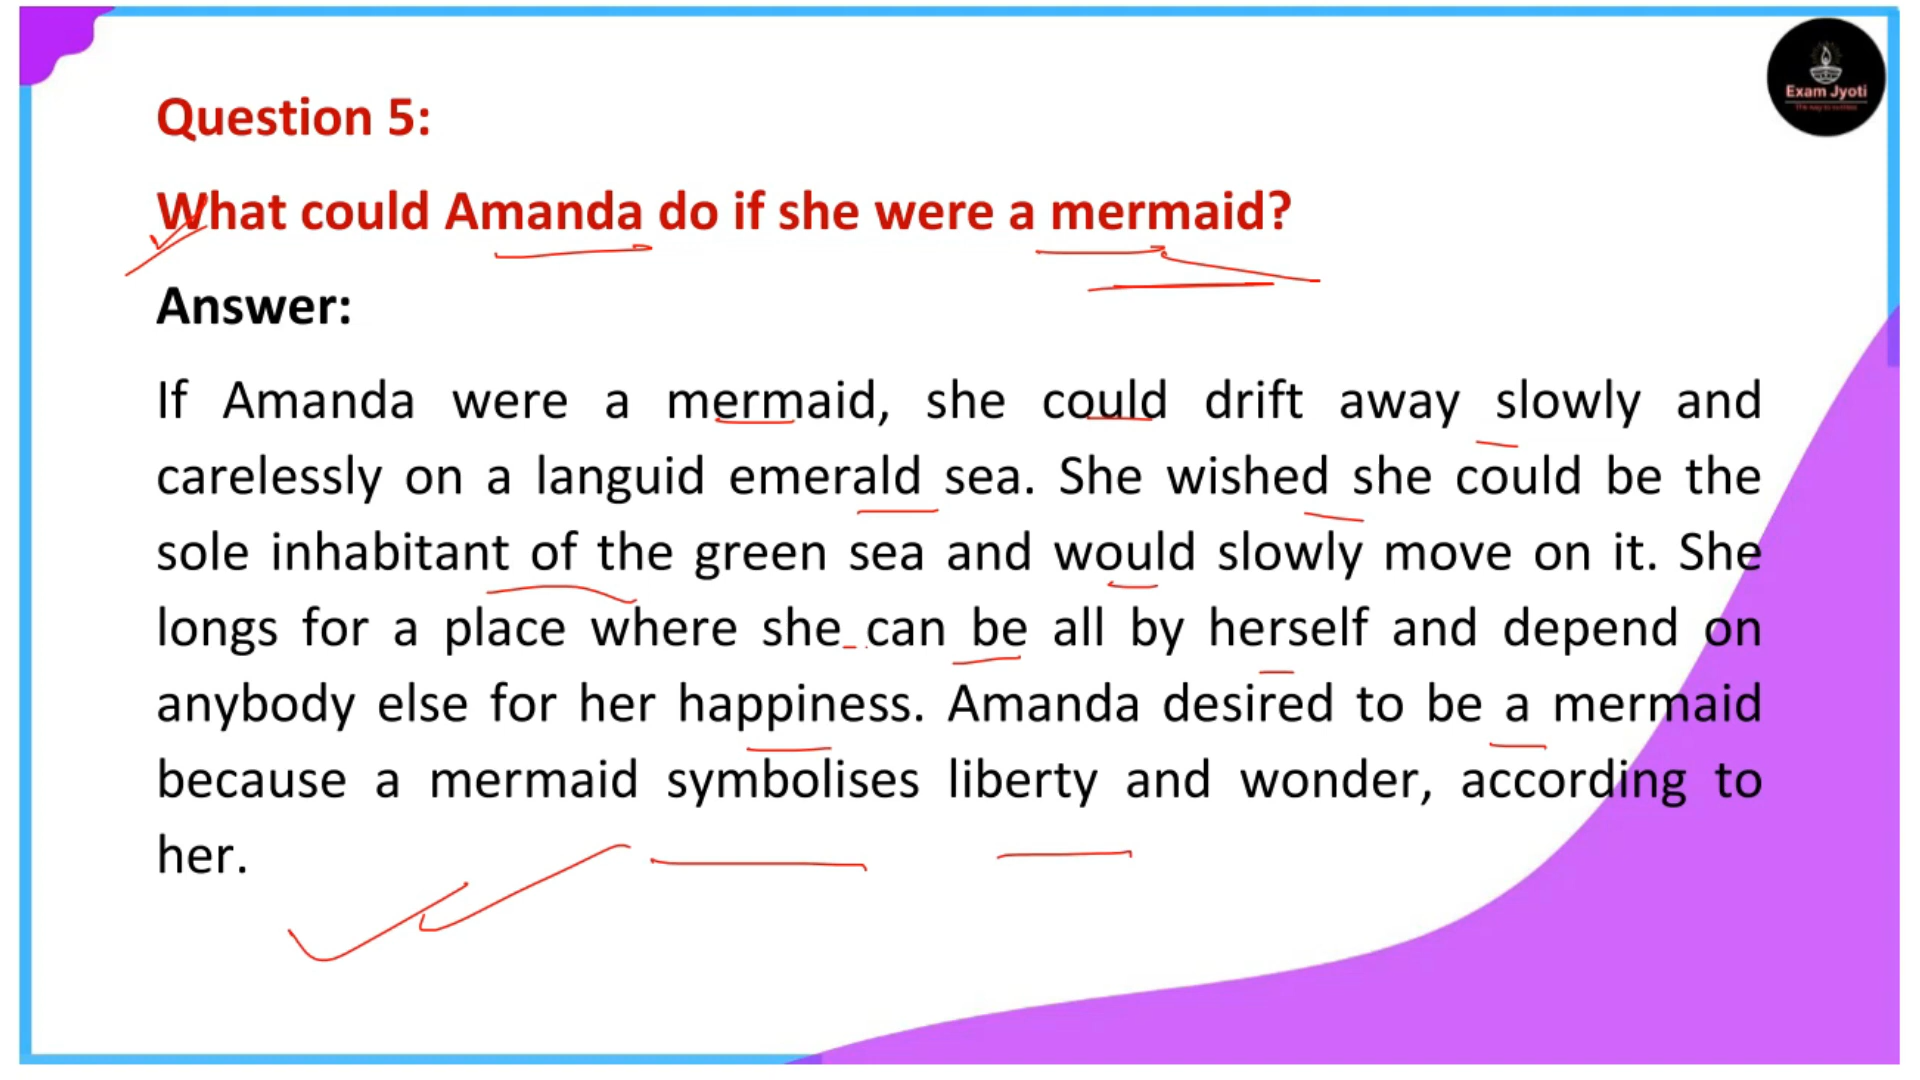 Exam Jyoti
The way to success
Question 5:
What could Amanda do if she were a mermaid?
Answer:
If Amanda were a mermaid, she could drift away slowly and
carelessly on a languid emerald sea. She wished she could be the
sole inhabitant of the green sea and would slowly move on it. She
longs for a place where she can be all by herself and depend on
anybody else for her happiness. Amanda desired to be a mermaid
because a mermaid symbolises liberty and wonder, according to
her.